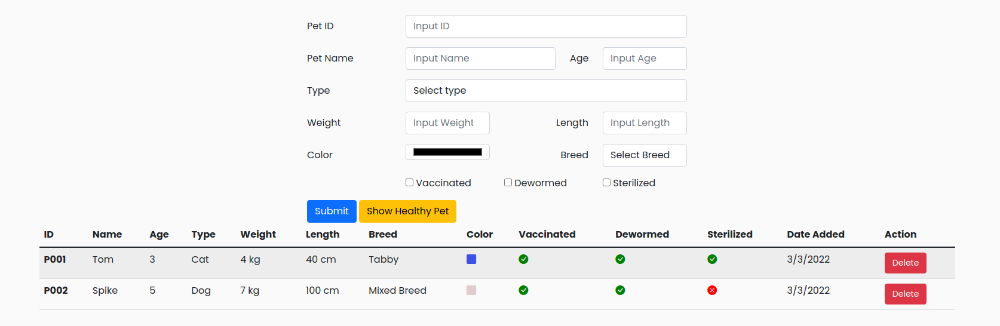 Pet ID Input ID
Pet Name Input Name Age Input Age
Type Select type
Weight Input Weight Length Input Length
Color Breed Select Breed
Vaccinated Dewormed Sterilized
Submit Show Healthy Pet
ID Name Age Type Weight Length Breed Color Vaccinated Dewormed Sterilized Date Added Action
P001 Tom 3 Cat 4 kg 40 cm Tabby 3/3/2022 Delete
P002 Spike 5 Dog 7 kg 100 cm Mixed Breed 3/3/2022 Delete